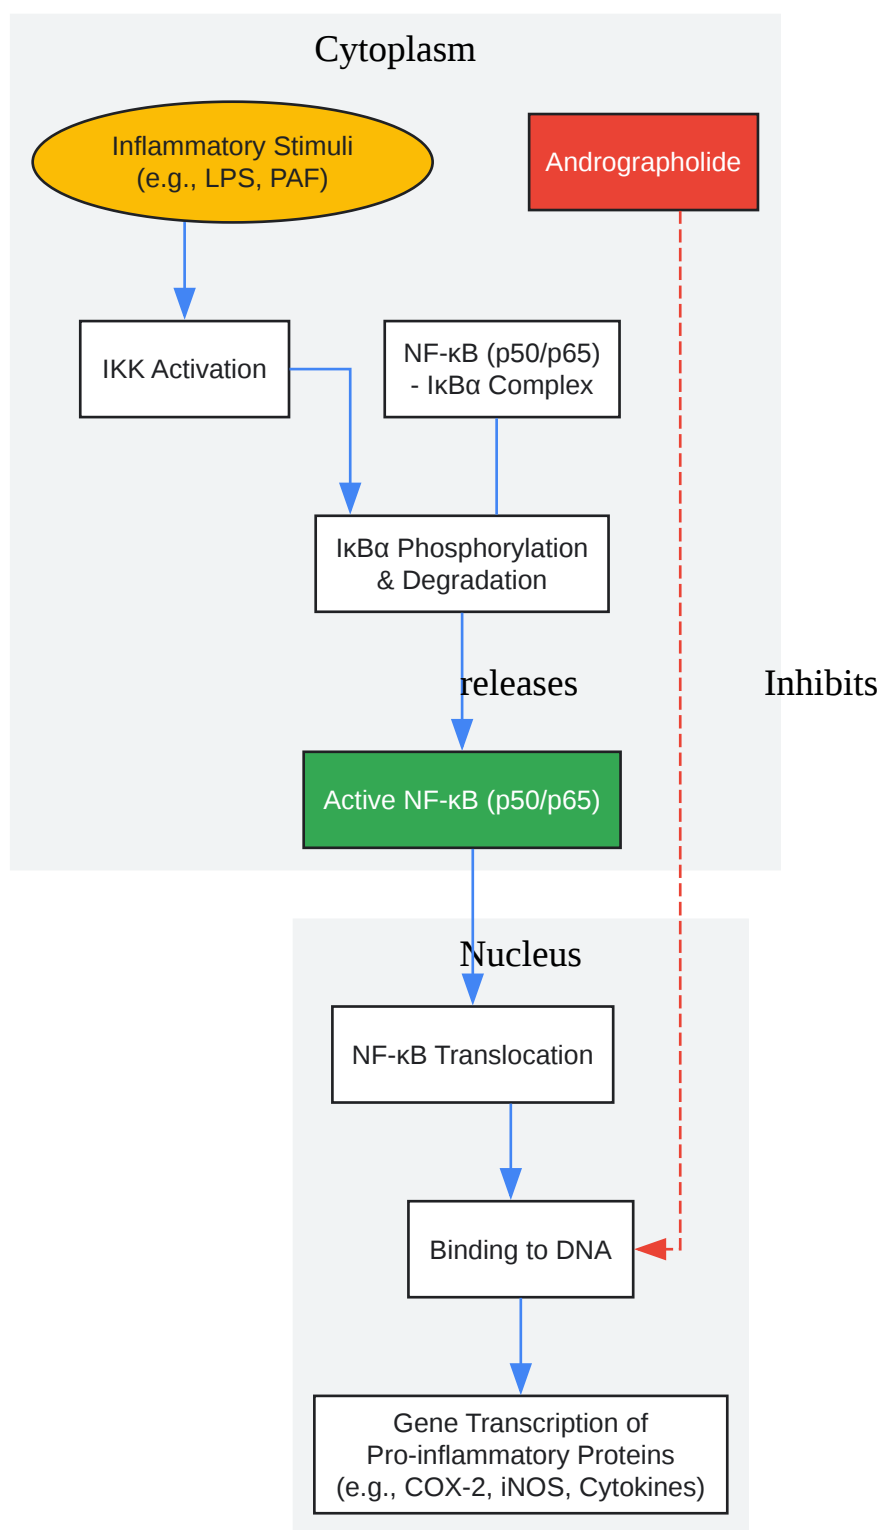 Cytoplasm
Inflammatory Stimuli
(e.g., LPS, PAF)
Andrographolide
IKK Activation
NF-κB (p50/p65)
- IκBα Complex
IκBα Phosphorylation
& Degradation
releases
Inhibits
Active NF-κB (p50/p65)
Nucleus
NF-κB Translocation
Binding to DNA
Gene Transcription of
Pro-inflammatory Proteins
(e.g., COX-2, iNOS, Cytokines)